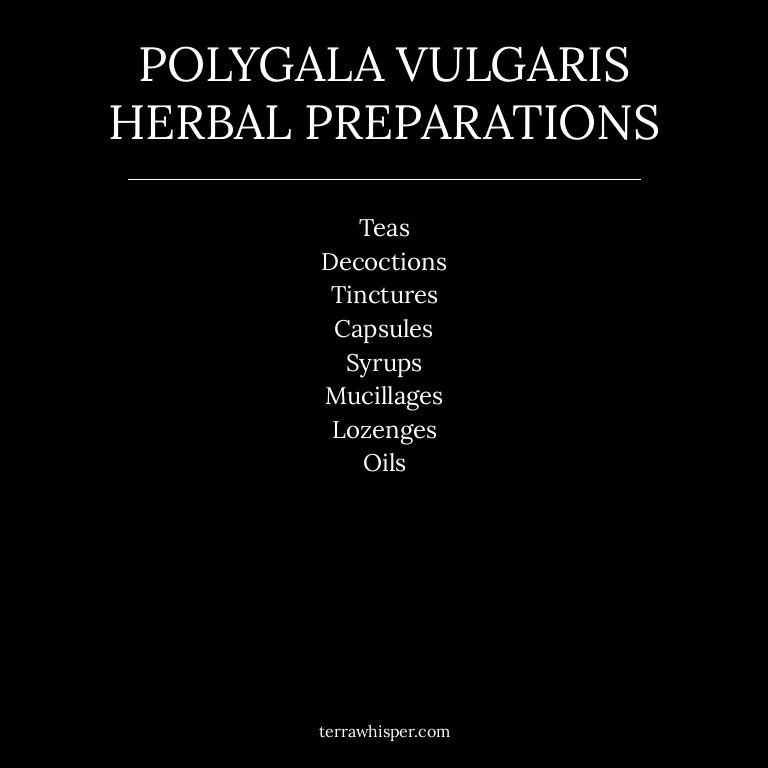 POLYGALA VULGARIS
HERBAL PREPARATIONS
Teas
Decoctions
Tinctures
Capsules
Syrups
Mucillages
Lozenges
Oils
terrawhisper.com